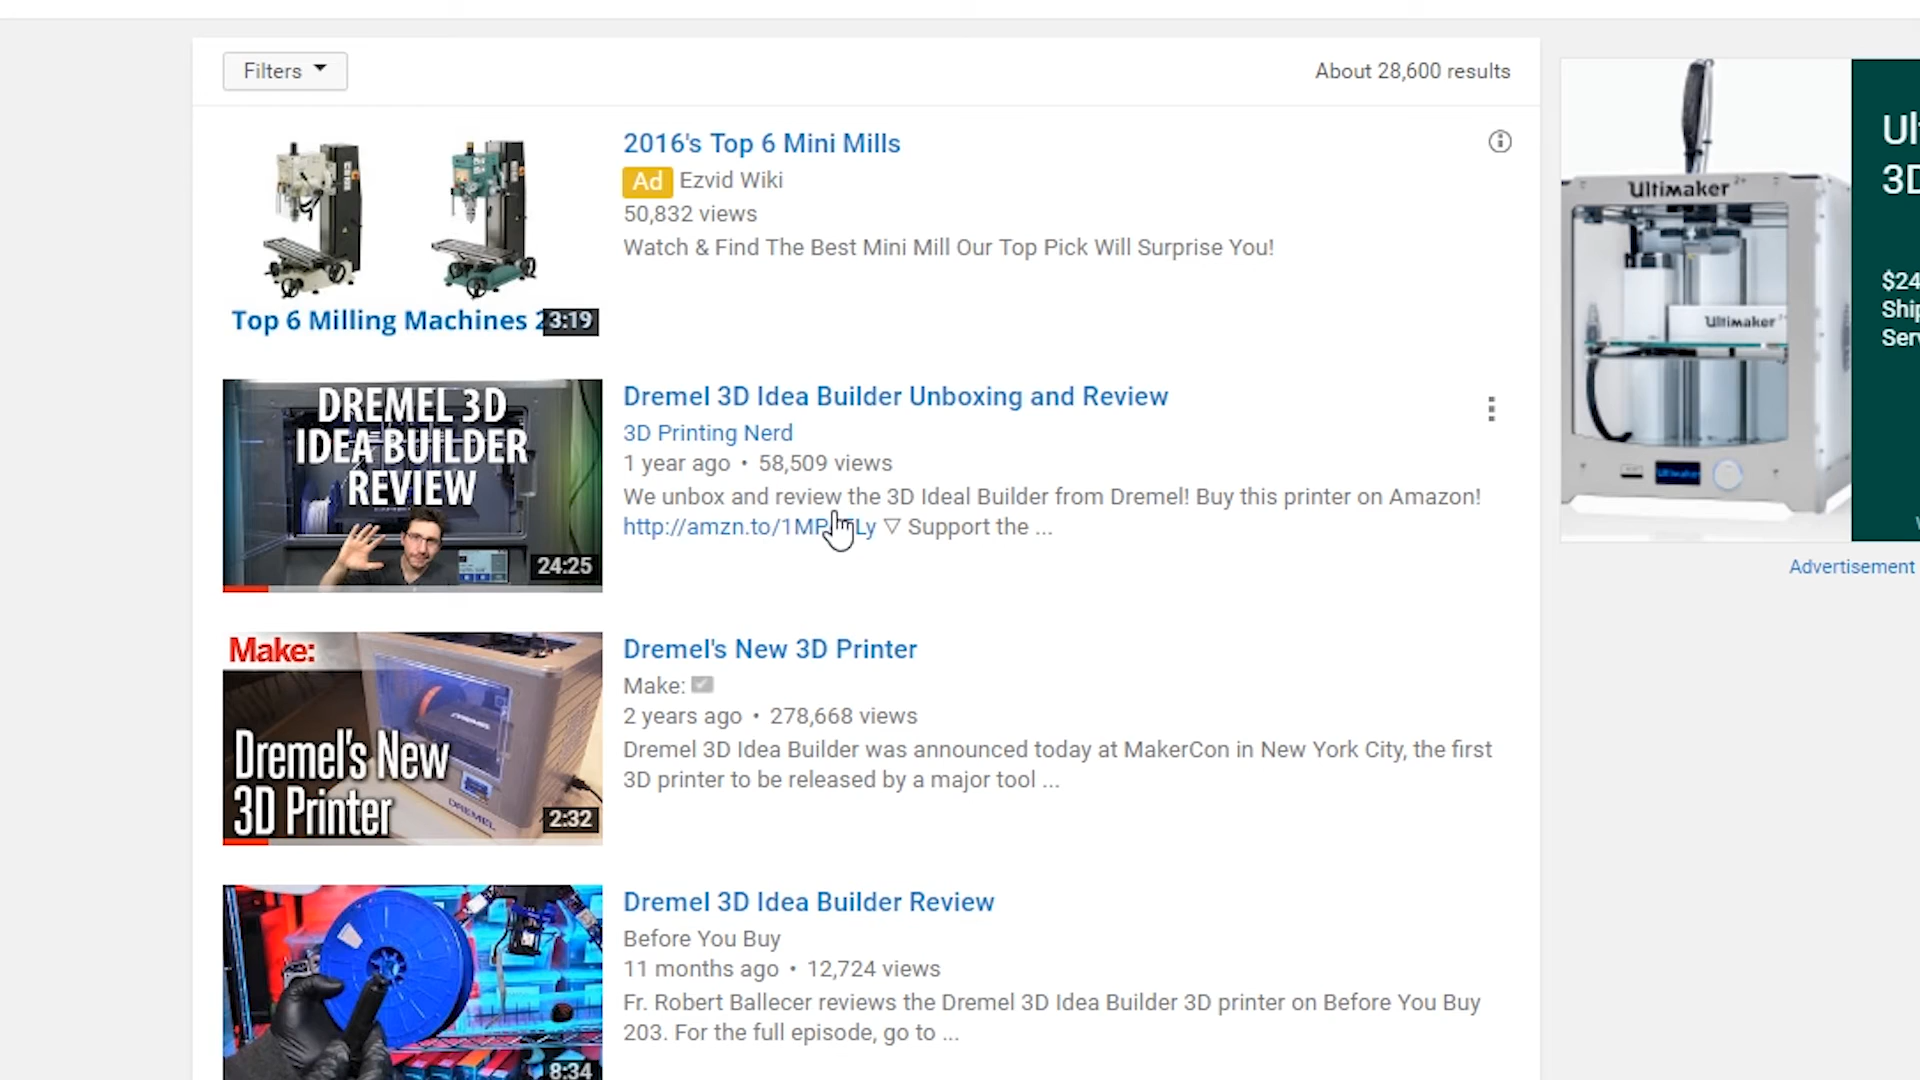 Filters
About 28,600 results
Top 6 Milling Machines
3:19
2016's Top 6 Mini Mills
Ad Ezvid Wiki
50,832 views
Watch & Find The Best Mini Mill Our Top Pick Will Surprise You!
DREMEL 3D
IDEA BUILDER
REVIEW
24:25
Dremel 3D Idea Builder Unboxing and Review
3D Printing Nerd
1 year ago • 58,509 views
We unbox and review the 3D Ideal Builder from Dremel! Buy this printer on Amazon!
▽ Support the ...
Make:
Dremel's New
3D Printer
DREMEL
2:32
Dremel's New 3D Printer
Make:
2 years ago • 278,668 views
Dremel 3D Idea Builder was announced today at MakerCon in New York City, the first
3D printer to be released by a major tool ...
8:34
Dremel 3D Idea Builder Review
Before You Buy
11 months ago • 12,724 views
Fr. Robert Ballecer reviews the Dremel 3D Idea Builder 3D printer on Before You Buy
203. For the full episode, go to ...
Ultimaker 2+
Ultimaker 2+
Ultimaker
3D
$24
Advertisement